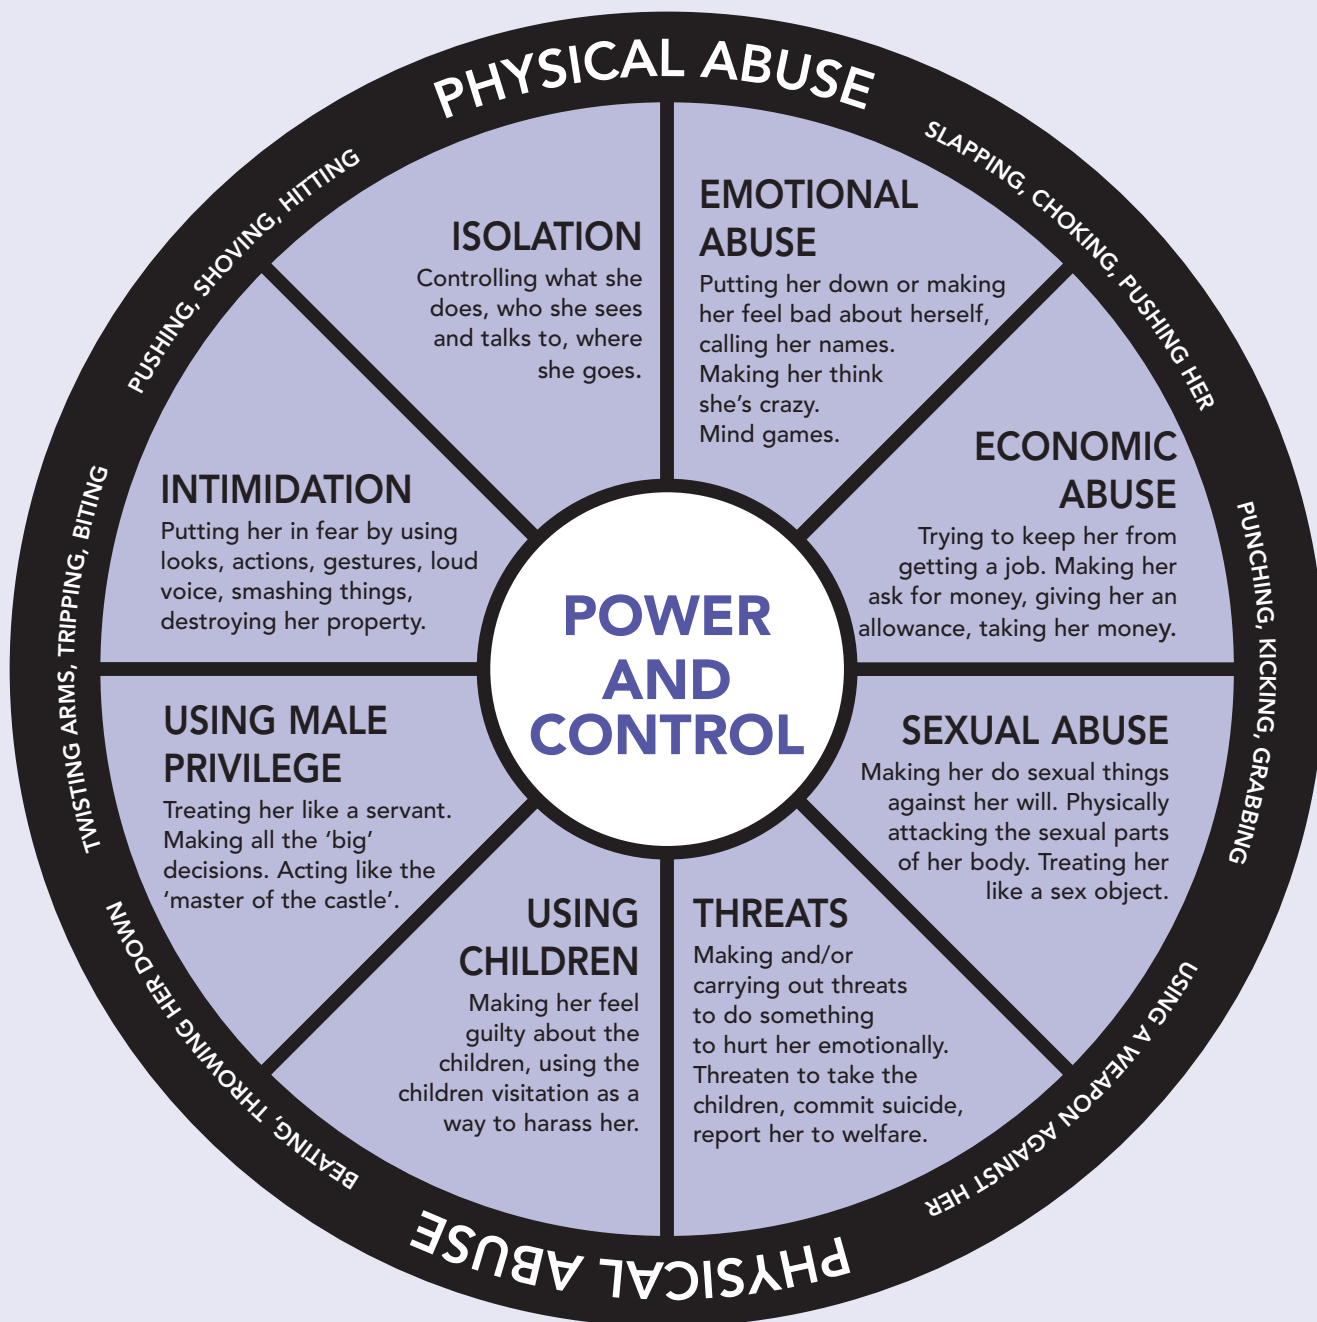 PHYSICAL ABUSE
SLAPPING, CHOKING, PUSHING HER
PUNCHING, KICKING, GRABBING
USING A WEAPON AGAINST HER
PHYSICAL ABUSE
BEATING, THROWING HER DOWN
TWISTING ARMS, TRIPPING, BITING
PUSHING, SHOVING, HITTING
POWER
AND
CONTROL
EMOTIONAL
ABUSE
Putting her down or making
her feel bad about herself,
calling her names.
Making her think
she’s crazy.
Mind games.
ECONOMIC
ABUSE
Trying to keep her from
getting a job. Making her
ask for money, giving her an
allowance, taking her money.
SEXUAL ABUSE
Making her do sexual things
against her will. Physically
attacking the sexual parts
of her body. Treating her
like a sex object.
THREATS
Making and/or
carrying out threats
to do something
to hurt her emotionally.
Threaten to take the
children, commit suicide,
report her to welfare.
USING
CHILDREN
Making her feel
guilty about the
children, using the
children visitation as a
way to harass her.
USING MALE
PRIVILEGE
Treating her like a servant.
Making all the ‘big’
decisions. Acting like the
‘master of the castle’.
INTIMIDATION
Putting her in fear by using
looks, actions, gestures, loud
voice, smashing things,
destroying her property.
ISOLATION
Controlling what she
does, who she sees
and talks to, where
she goes.